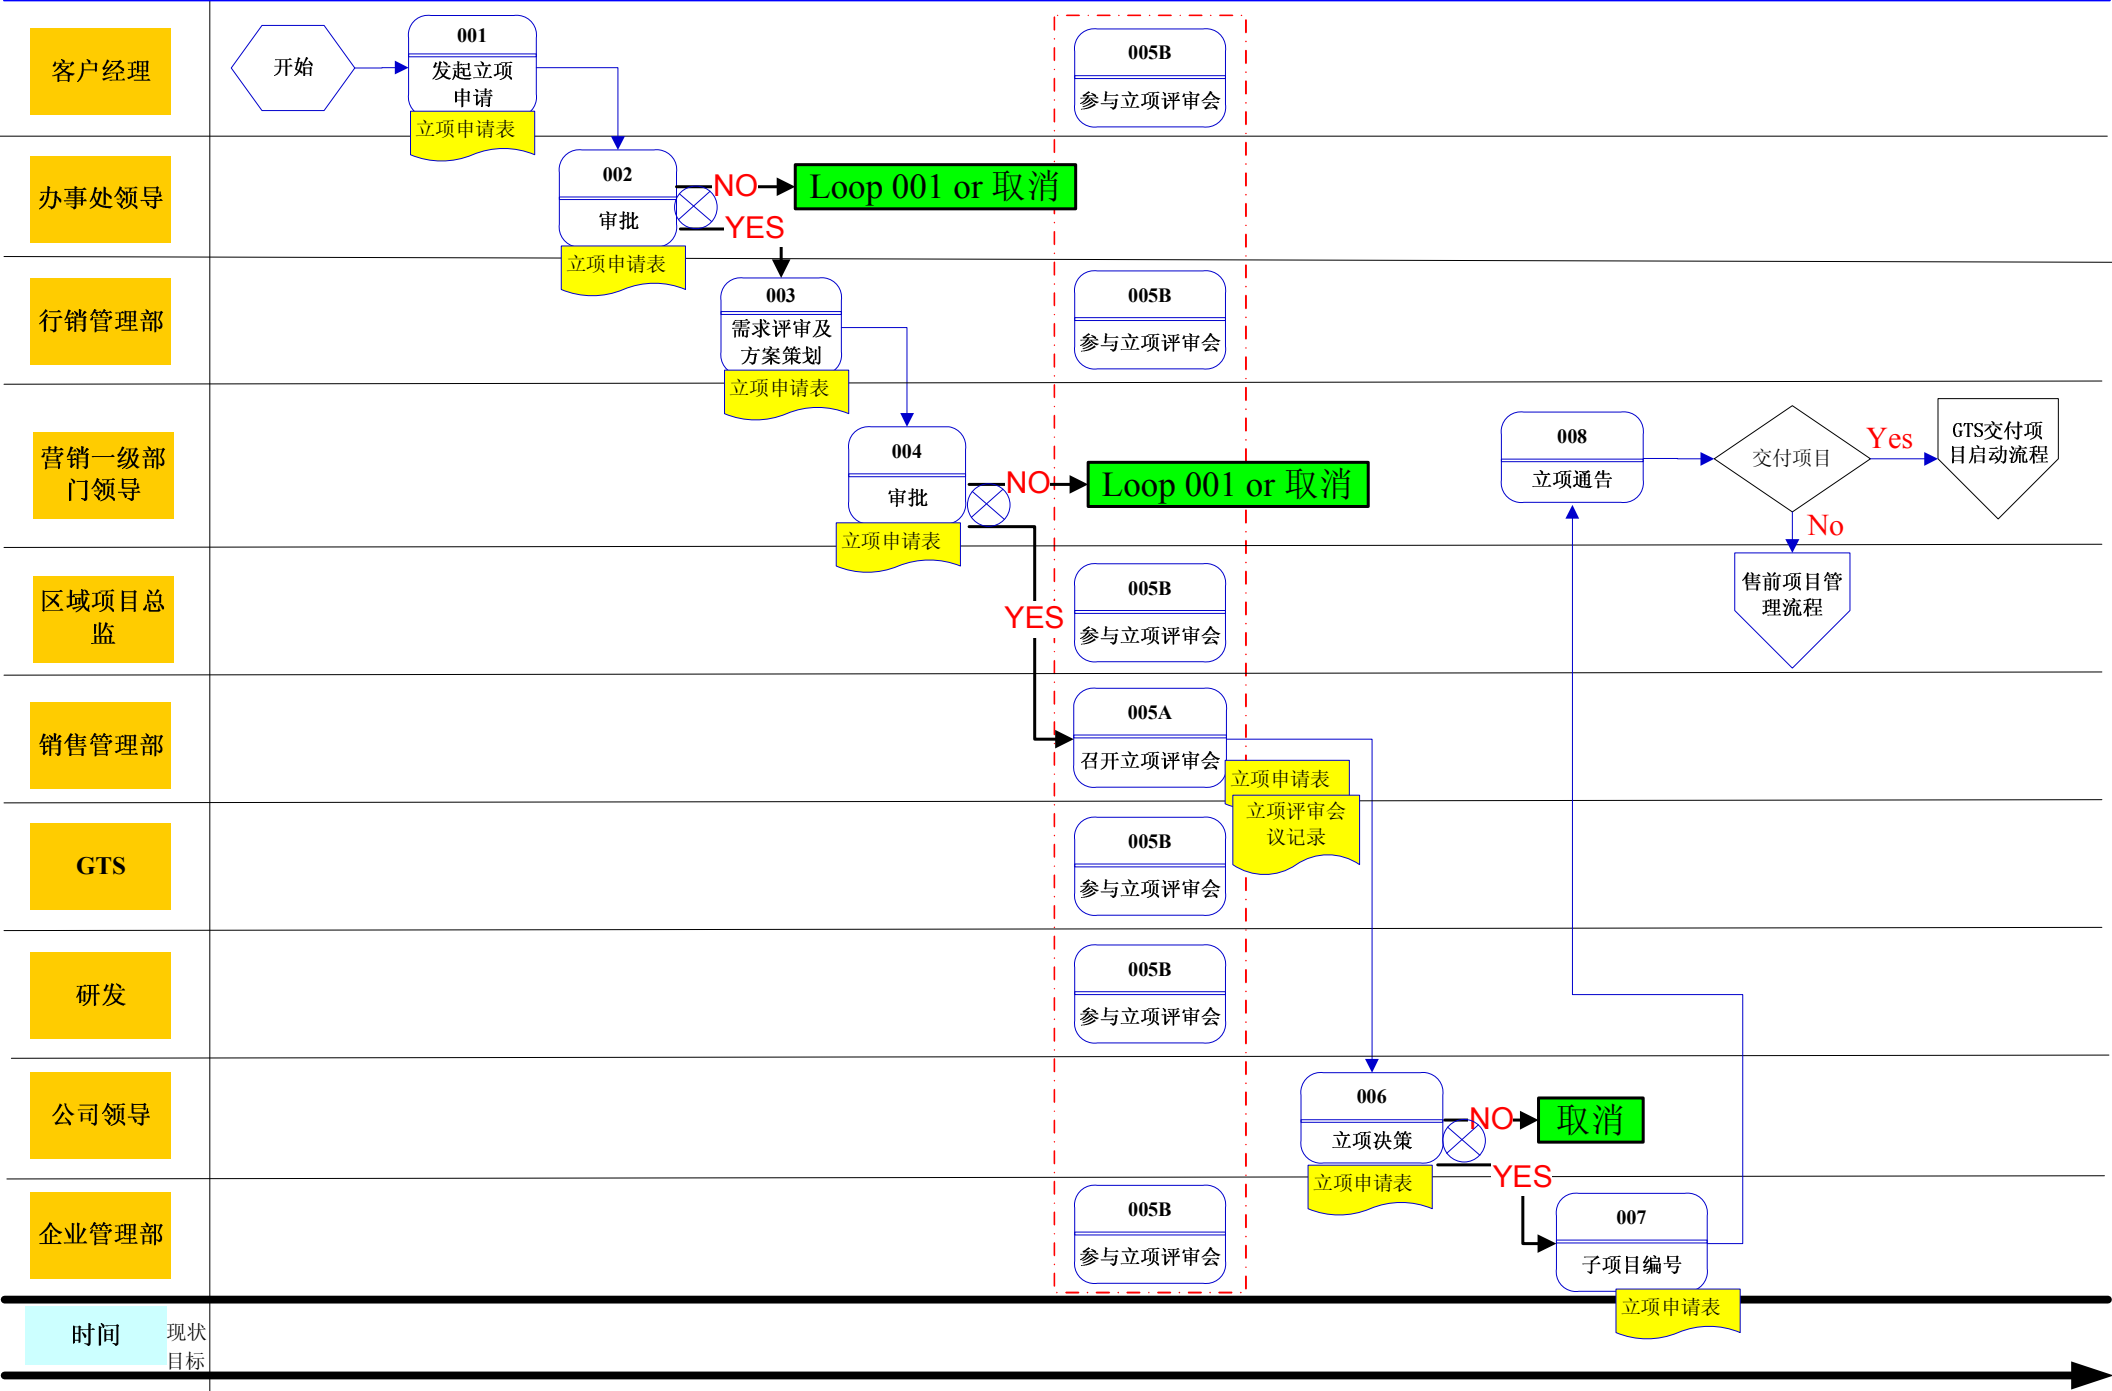 客户经理
开始
001
发起立项
申请
立项申请表
005B
参与立项评审会
办事处领导
002
审批
立项申请表
NO
Loop 001 or 取消
YES
行销管理部
003
需求评审及
方案策划
立项申请表
005B
参与立项评审会
营销一级部
门领导
004
审批
立项申请表
NO
Loop 001 or 取消
YES
008
立项通告
交付项目
Yes
GTS交付项
目启动流程
No
售前项目管
理流程
区域项目总
监
005B
参与立项评审会
销售管理部
005A
召开立项评审会
立项申请表
立项评审会
议记录
GTS
005B
参与立项评审会
研发
005B
参与立项评审会
公司领导
006
立项决策
立项申请表
NO
取消
YES
企业管理部
005B
参与立项评审会
007
子项目编号
立项申请表
时间
现状
目标